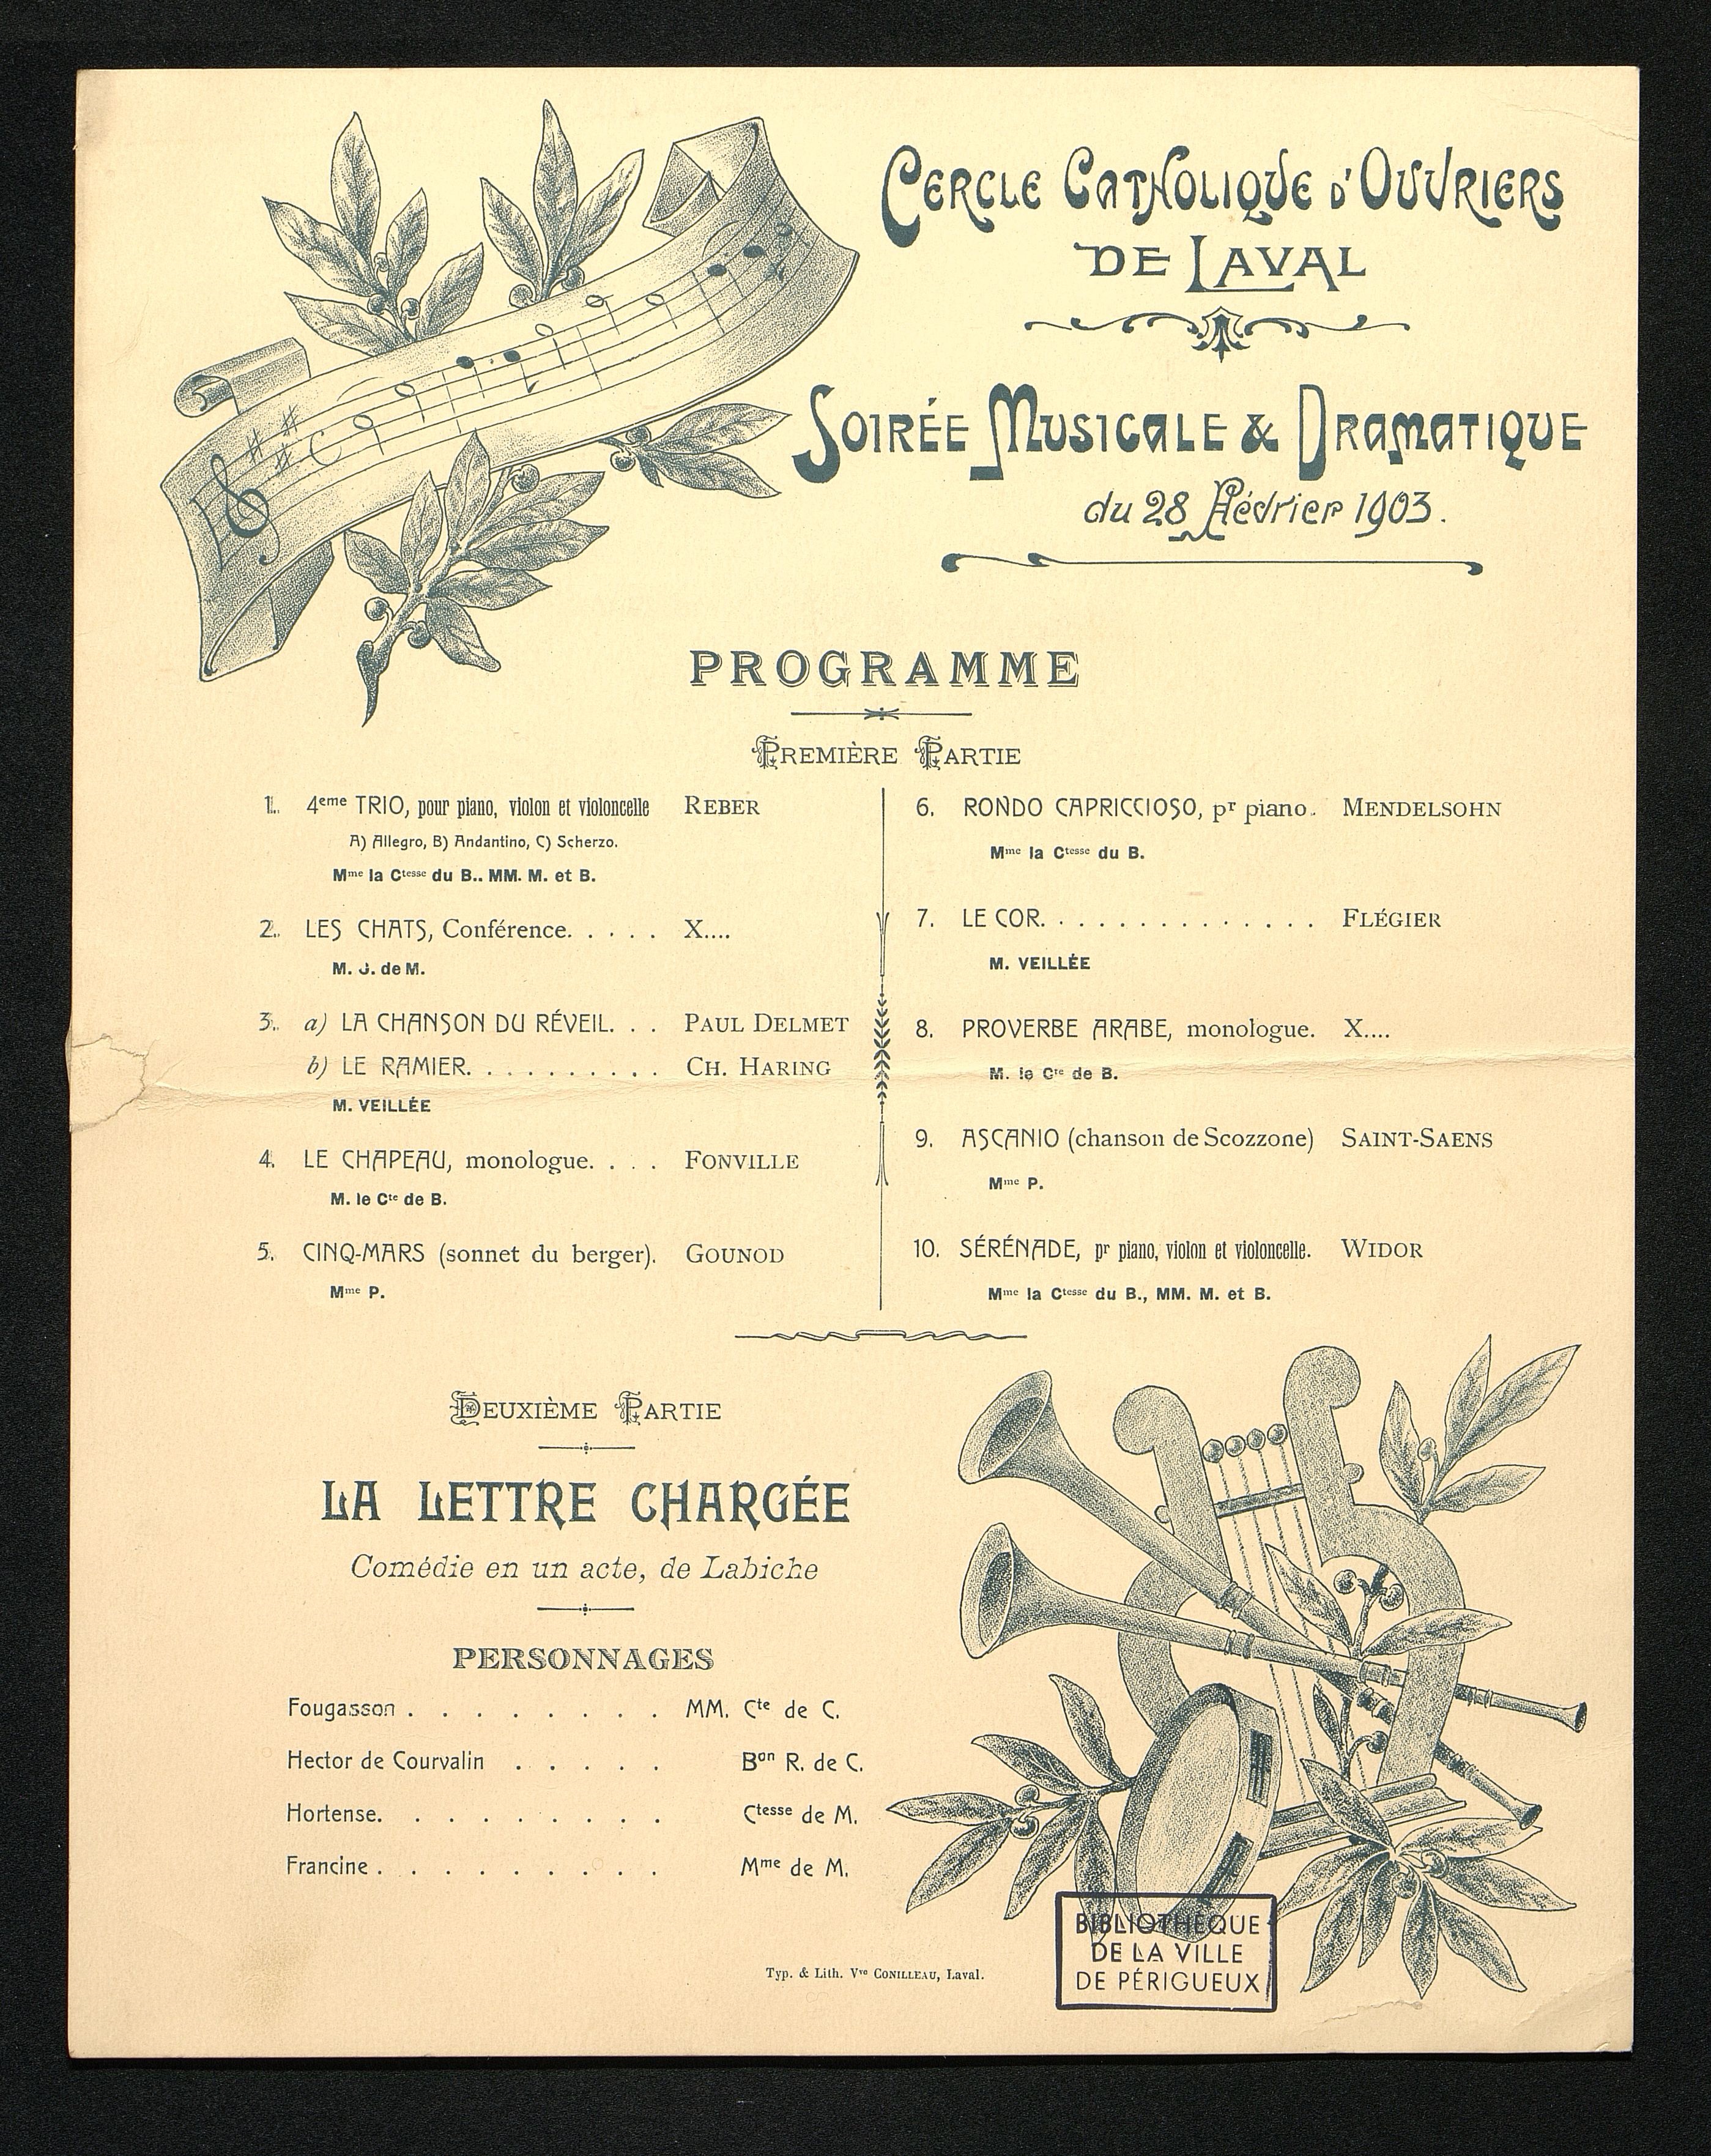 Cercle Catholique d'Ouvriers
de Laval
Soirée Musicale & Dramatique
du 28 Février 1903.
PROGRAMME
Première Partie
1. 4eme TRIO, pour piano, violon et violoncelle REBER
A) Allegro, B) Andantino, C) Scherzo.
Mme la Ctesse du B.. MM. M. et B.
2. LES CHATS, Conférence. . . . . X....
M. J. de M.
3. a) LA CHANSON DU RÉVEIL. . . PAUL DELMET
b) LE RAMIER. . . . . . . . . . CH. HARING
M. VEILLÉE
4. LE CHAPEAU, monologue. . . . FONVILLE
M. le Cte de B.
5. CINQ-MARS (sonnet du berger). GOUNOD
Mme P.
6. RONDO CAPRICCIOSO, pr piano. MENDELSOHN
Mme la Ctesse du B.
7. LE COR. . . . . . . . . . . . . . FLÉGIER
M. VEILLÉE
8. PROVERBE ARABE, monologue. X....
M. le Cte de B.
9. ASCANIO (chanson de Scozzone) SAINT-SAENS
Mme P.
10. SÉRÉNADE, pr piano, violon et violoncelle. WIDOR
Mme la Ctesse du B., MM. M. et B.
Deuxième Partie
LA LETTRE CHARGÉE
Comédie en un acte, de Labiche
PERSONNAGES
Fougasson . . . . . . . . MM. Cte de C.
Hector de Courvalin . . . . . Bon R. de C.
Hortense. . . . . . . . . Ctesse de M.
Francine . . . . . . . . . Mme de M.
Typ. & Lith. Vve CONILLEAU, Laval.
BIBLIOTHÈQUE
DE LA VILLE
DE PÉRIGUEUX